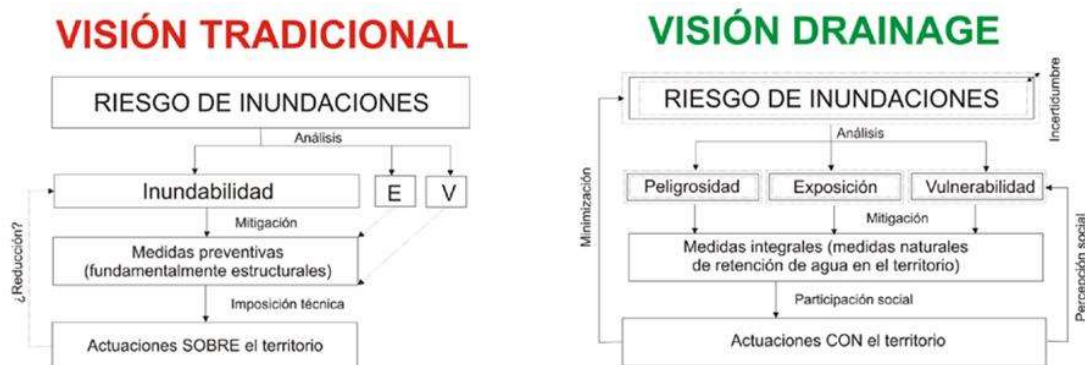 VISIÓN TRADICIONAL
RIESGO DE INUNDACIONES
Análisis
Inundabilidad
E
V
Mitigación
Medidas preventivas
(fundamentalmente estructurales)
¿Reducción?
Imposición técnica
Actuaciones SOBRE el territorio
VISIÓN DRAINAGE
RIESGO DE INUNDACIONES
Incertidumbre
Análisis
Peligrosidad
Exposición
Vulnerabilidad
Minimización
Mitigación
Medidas integrales (medidas naturales
de retención de agua en el territorio)
Percepción social
Participación social
Actuaciones CON el territorio